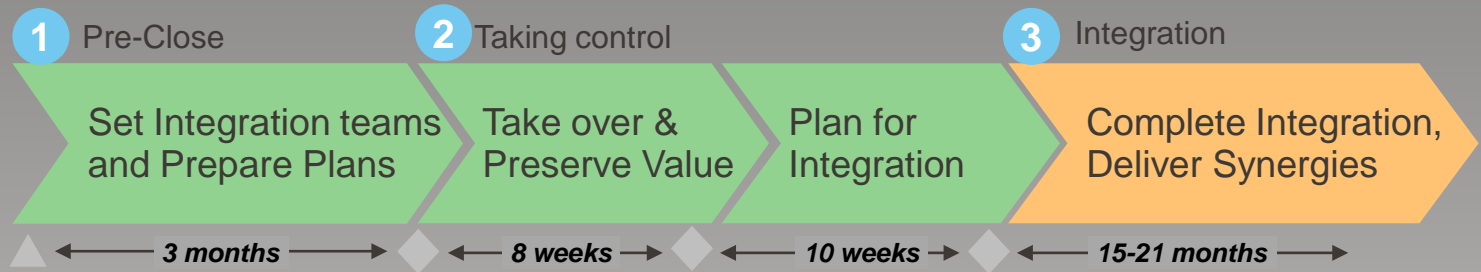 1 Pre-Close
2 Taking control
3 Integration
Set Integration teams
and Prepare Plans
Take over &
Preserve Value
Plan for
Integration
Complete Integration,
Deliver Synergies
3 months
8 weeks
10 weeks
15-21 months